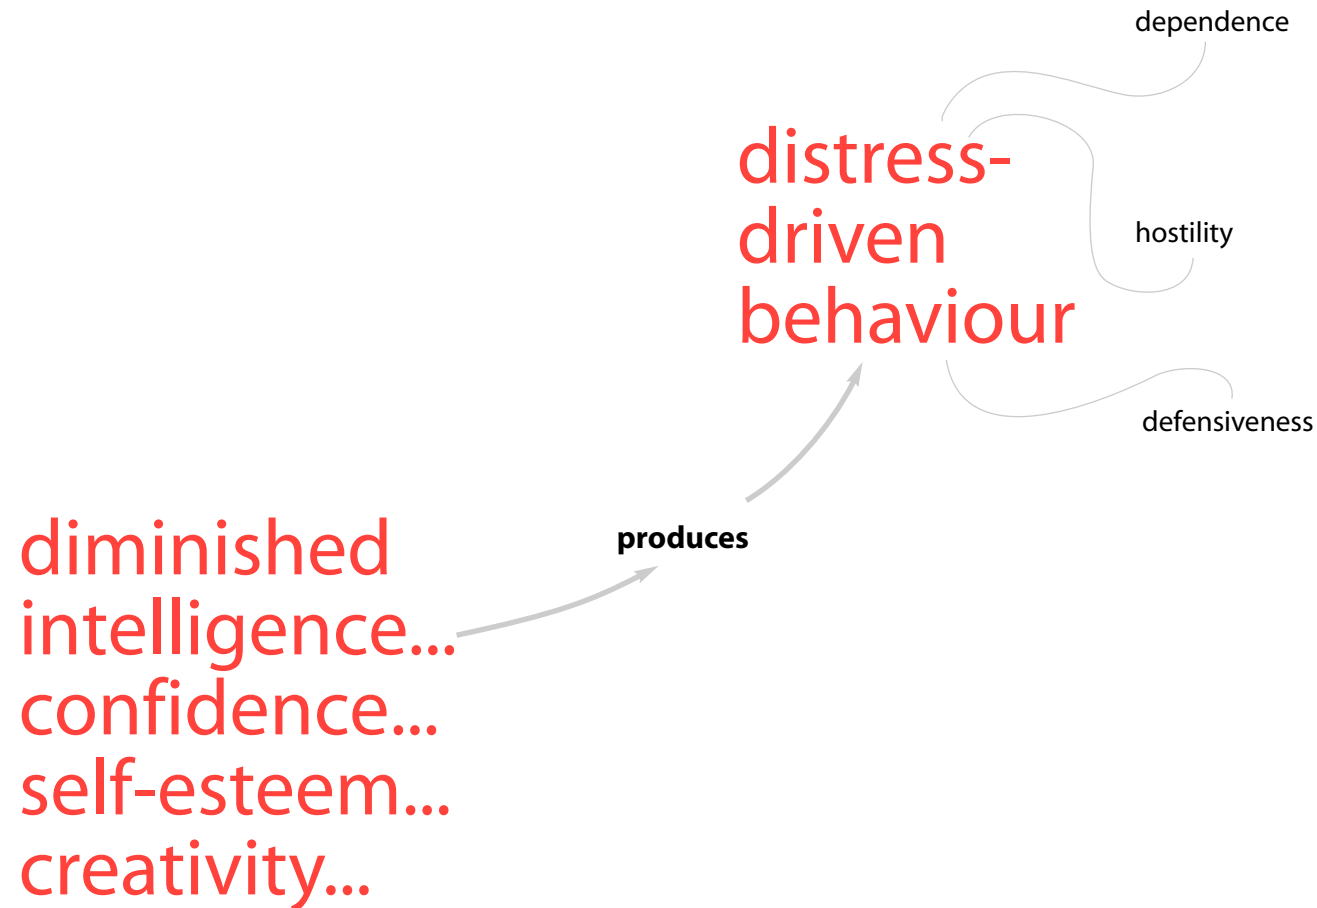 dependence
distress-
driven
behaviour
hostility
defensiveness
produces
diminished
intelligence...
confidence...
self-esteem...
creativity...